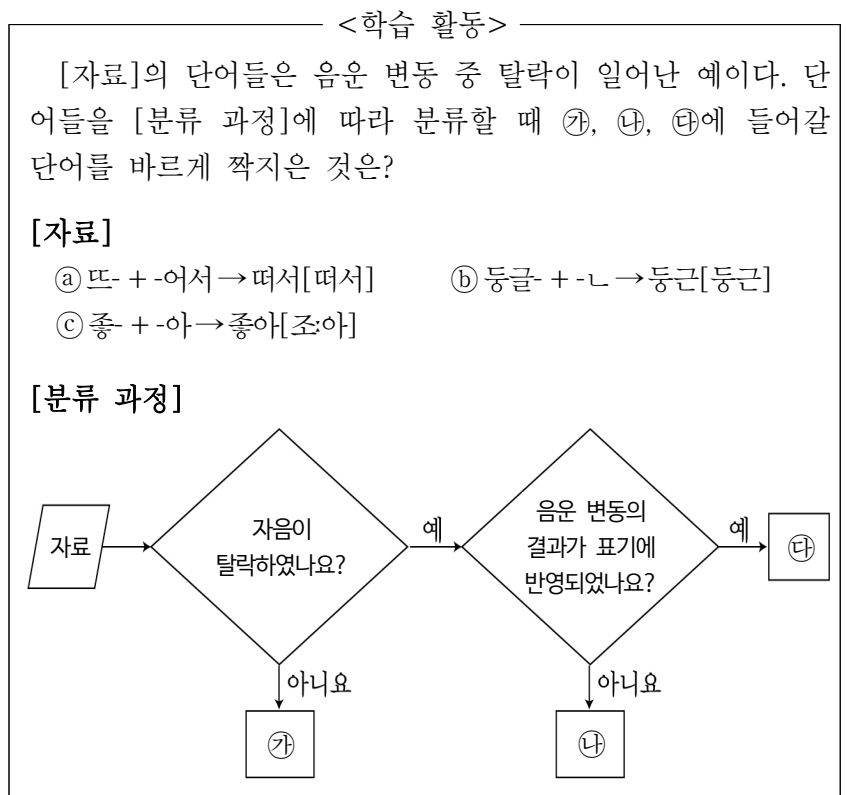 <학습 활동>
[자료]의 단어들은 음운 변동 중 탈락이 일어난 예이다. 단
어들을 [분류 과정]에 따라 분류할 때 ㉮, ㉯, ㉰에 들어갈
단어를 바르게 짝지은 것은?
[자료]
ⓐ 뜨- + -어서 → 떠서[떠서] ⓑ 둥글- + -ㄴ → 둥근[둥근]
ⓒ 좋- + -아 → 좋아[조ː아]
[분류 과정]
자료
자음이
탈락하였나요?
예
음운 변동의
결과가 표기에
반영되었나요?
예
㉰
아니요
㉮
아니요
㉯